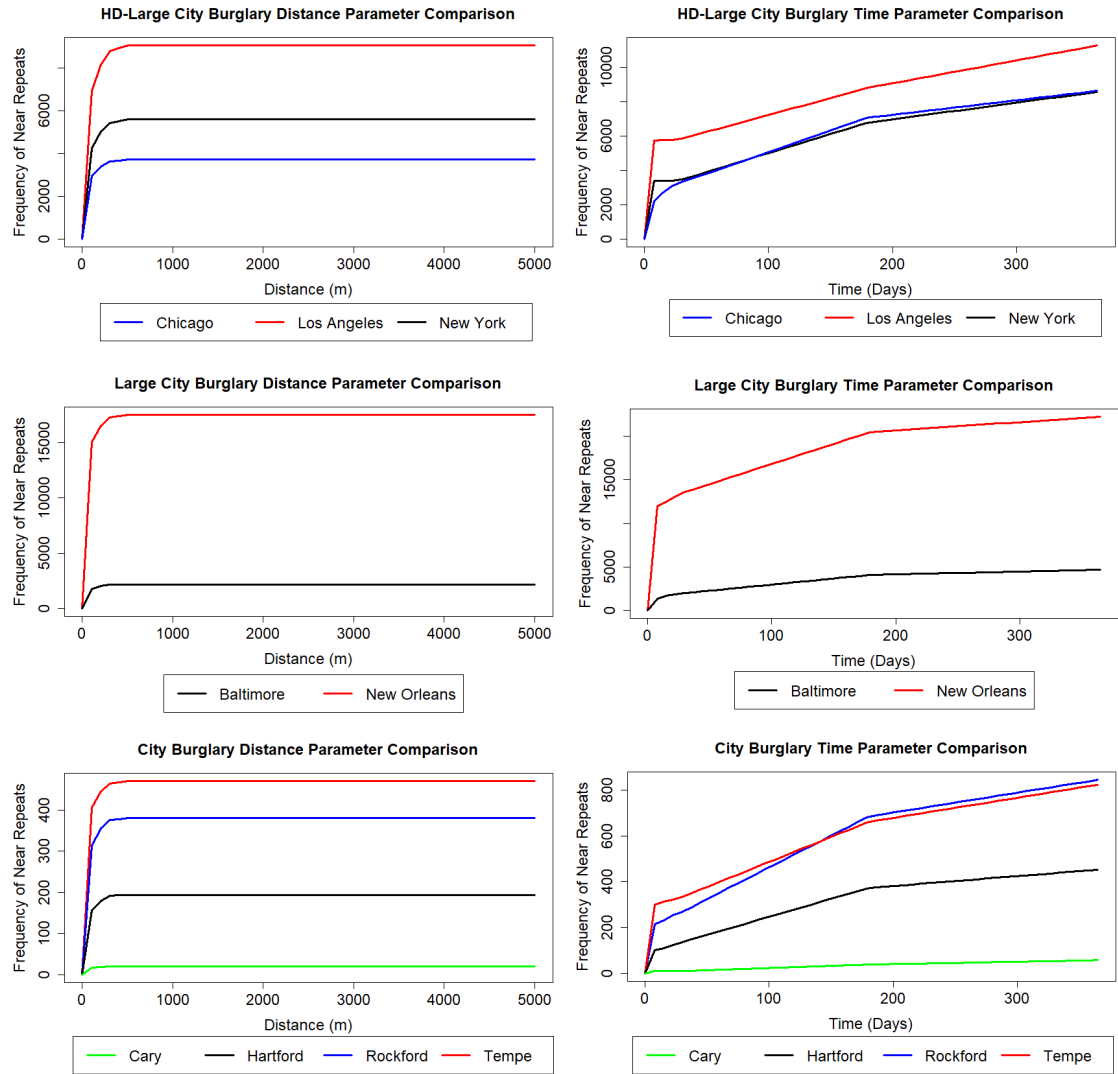 HD-Large City Burglary Distance Parameter Comparison
Frequency of Near Repeats
6000
2000
0
0 1000 2000 3000 4000 5000
Distance (m)
Chicago Los Angeles New York
HD-Large City Burglary Time Parameter Comparison
Frequency of Near Repeats
10000
6000
2000
0
0 100 200 300
Time (Days)
Chicago Los Angeles New York
Large City Burglary Distance Parameter Comparison
Frequency of Near Repeats
15000
10000
5000
0
0 1000 2000 3000 4000 5000
Distance (m)
Baltimore New Orleans
Large City Burglary Time Parameter Comparison
Frequency of Near Repeats
15000
5000
0
0 100 200 300
Time (Days)
Baltimore New Orleans
City Burglary Distance Parameter Comparison
Frequency of Near Repeats
400
300
200
100
0
0 1000 2000 3000 4000 5000
Distance (m)
Cary Hartford Rockford Tempe
City Burglary Time Parameter Comparison
Frequency of Near Repeats
800
600
400
200
0
0 100 200 300
Time (Days)
Cary Hartford Rockford Tempe